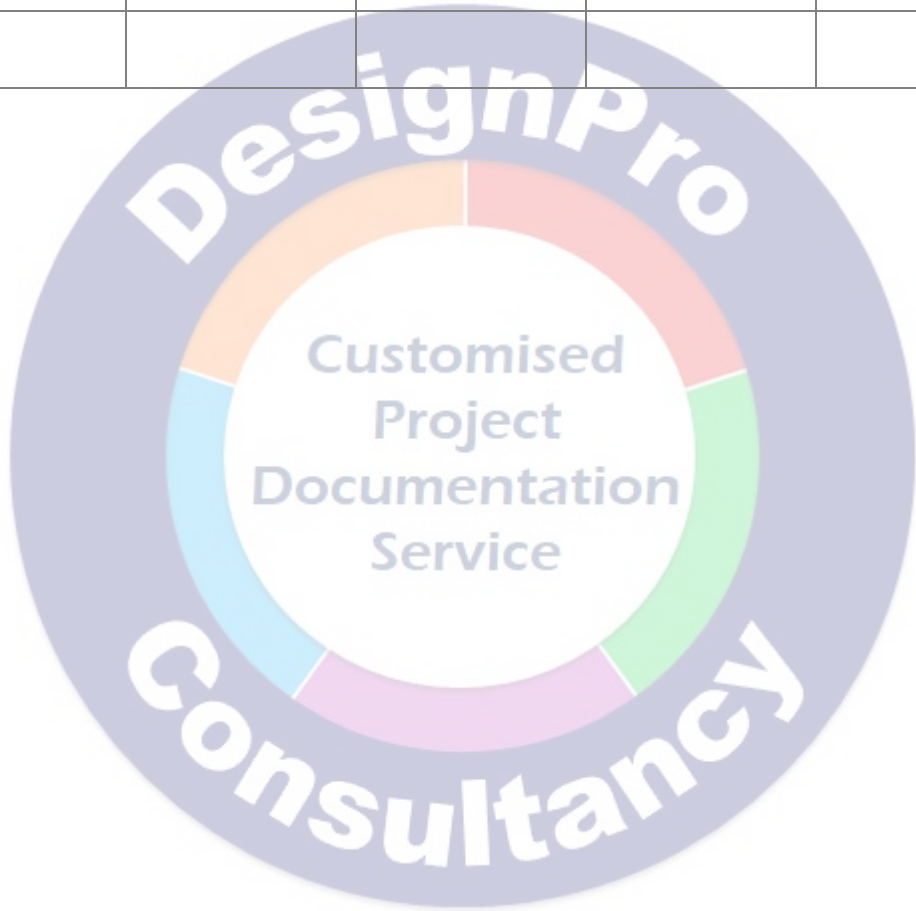 DesignPro
Customised
Project
Documentation
Service
Consultancy